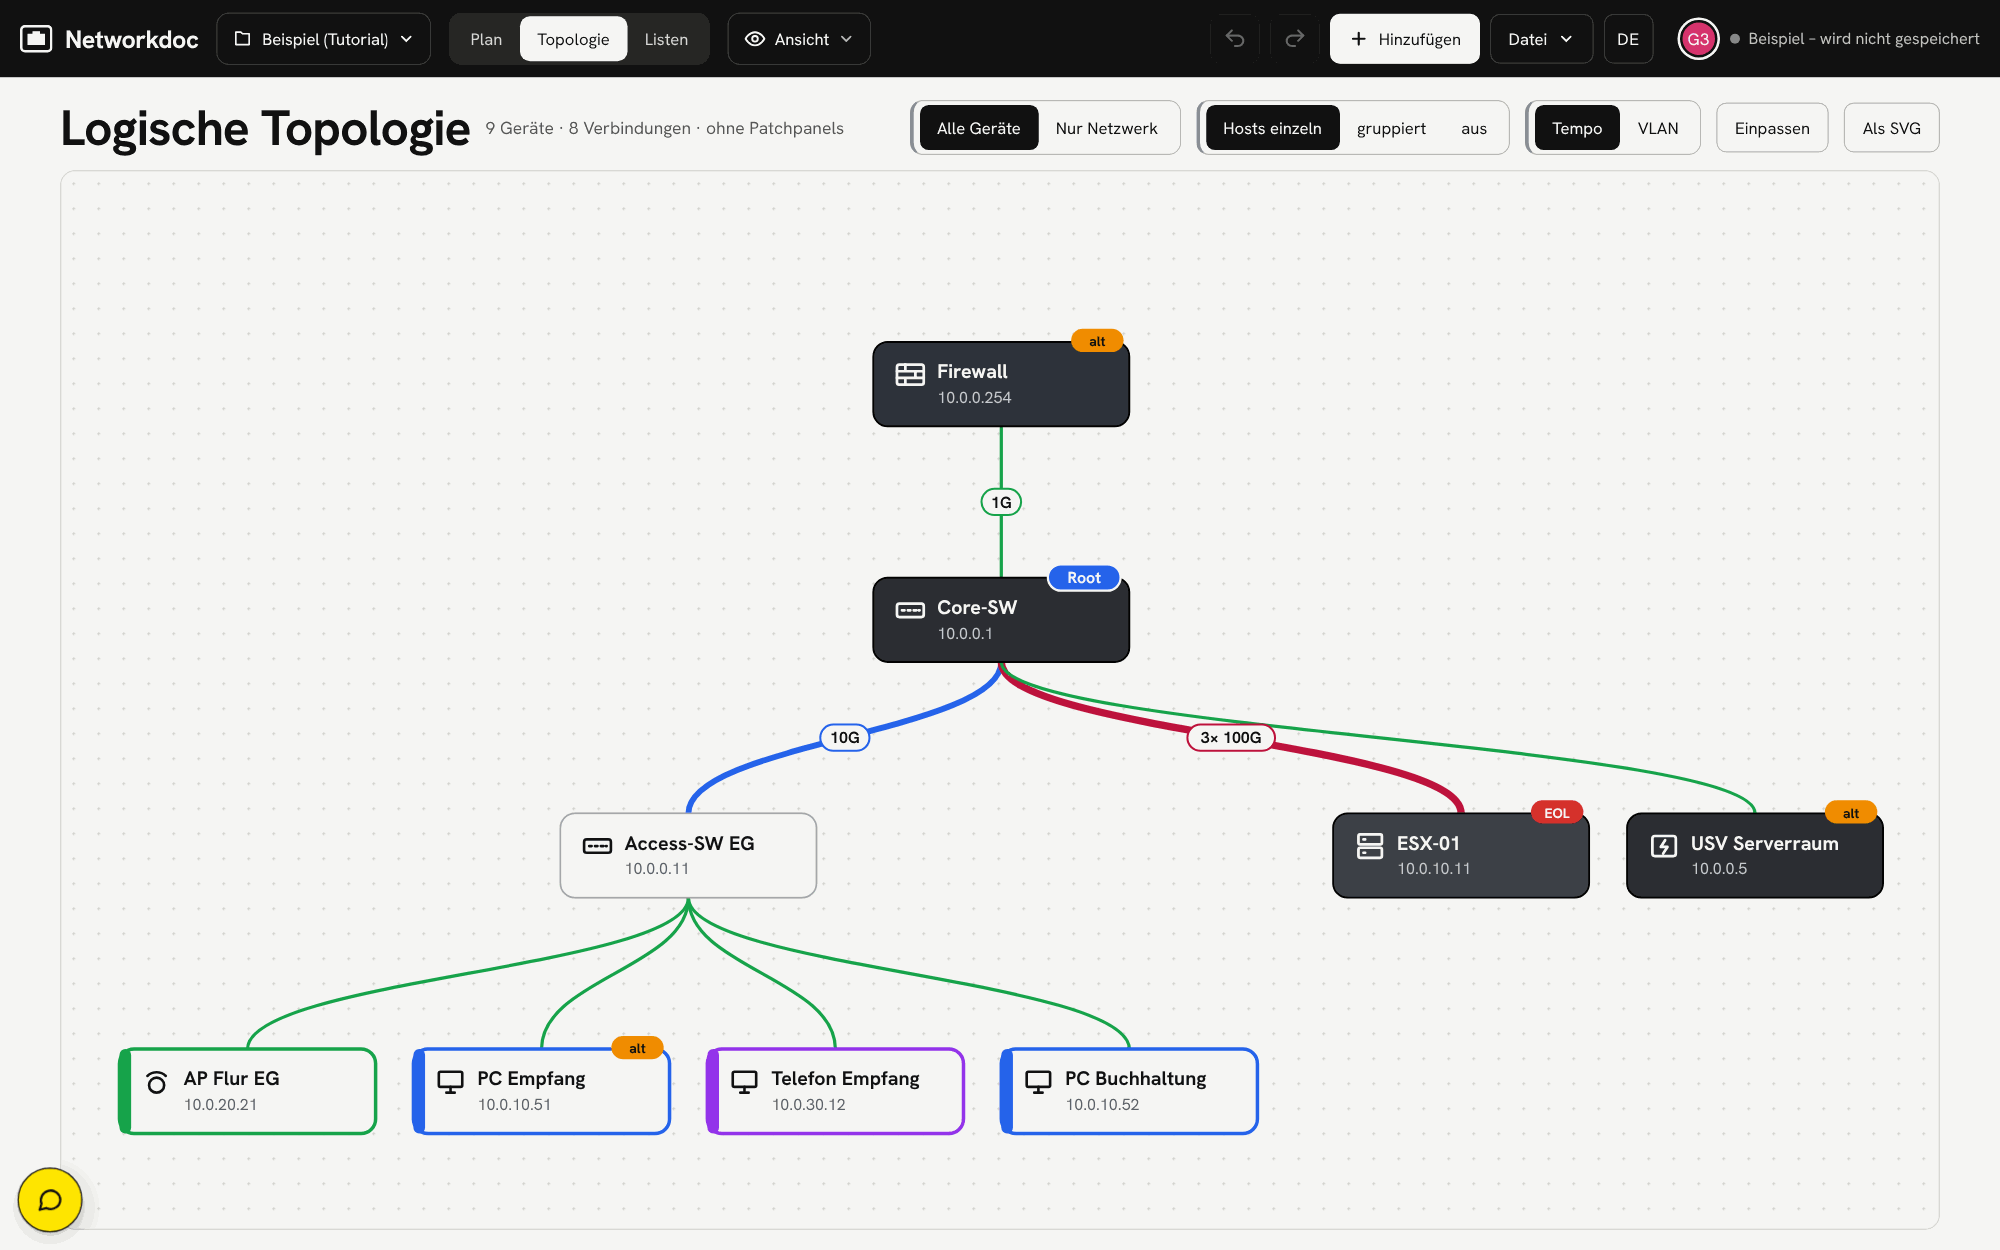 Networkdoc
Beispiel (Tutorial)
Plan
Topologie
Listen
Ansicht
Hinzufügen
Datei
DE
G3
Beispiel – wird nicht gespeichert
Logische Topologie
9 Geräte · 8 Verbindungen · ohne Patchpanels
Alle Geräte
Nur Netzwerk
Hosts einzeln
gruppiert
aus
Tempo
VLAN
Einpassen
Als SVG
alt
Firewall
10.0.0.254
1G
Root
Core-SW
10.0.0.1
10G
3× 100G
Access-SW EG
10.0.0.11
EOL
ESX-01
10.0.10.11
alt
USV Serverraum
10.0.0.5
AP Flur EG
10.0.20.21
alt
PC Empfang
10.0.10.51
Telefon Empfang
10.0.30.12
PC Buchhaltung
10.0.10.52